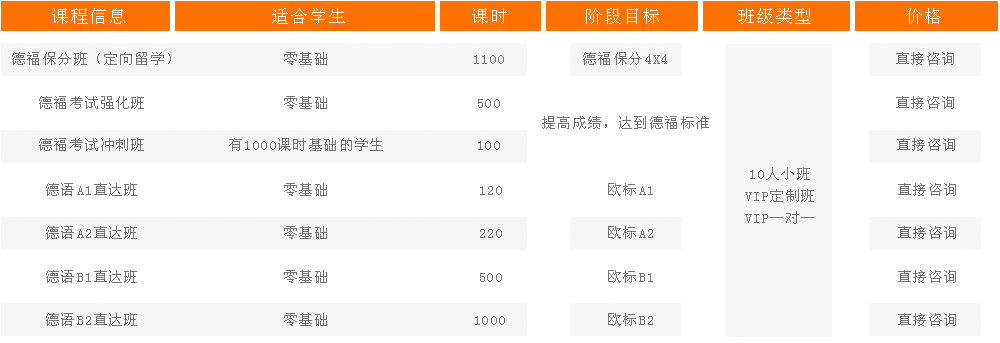 课程信息 适合学生 课时 阶段目标 班级类型 价格
德福保分班（定向留学） 零基础 1100 德福保分4X4 直接咨询
德福考试强化班 零基础 500 直接咨询
提高成绩，达到德福标准
德福考试冲刺班 有1000课时基础的学生 100 直接咨询
10人小班
德语A1直达班 零基础 120 欧标A1 直接咨询
VIP定制班
VIP一对一
德语A2直达班 零基础 220 欧标A2 直接咨询
德语B1直达班 零基础 500 欧标B1 直接咨询
德语B2直达班 零基础 1000 欧标B2 直接咨询